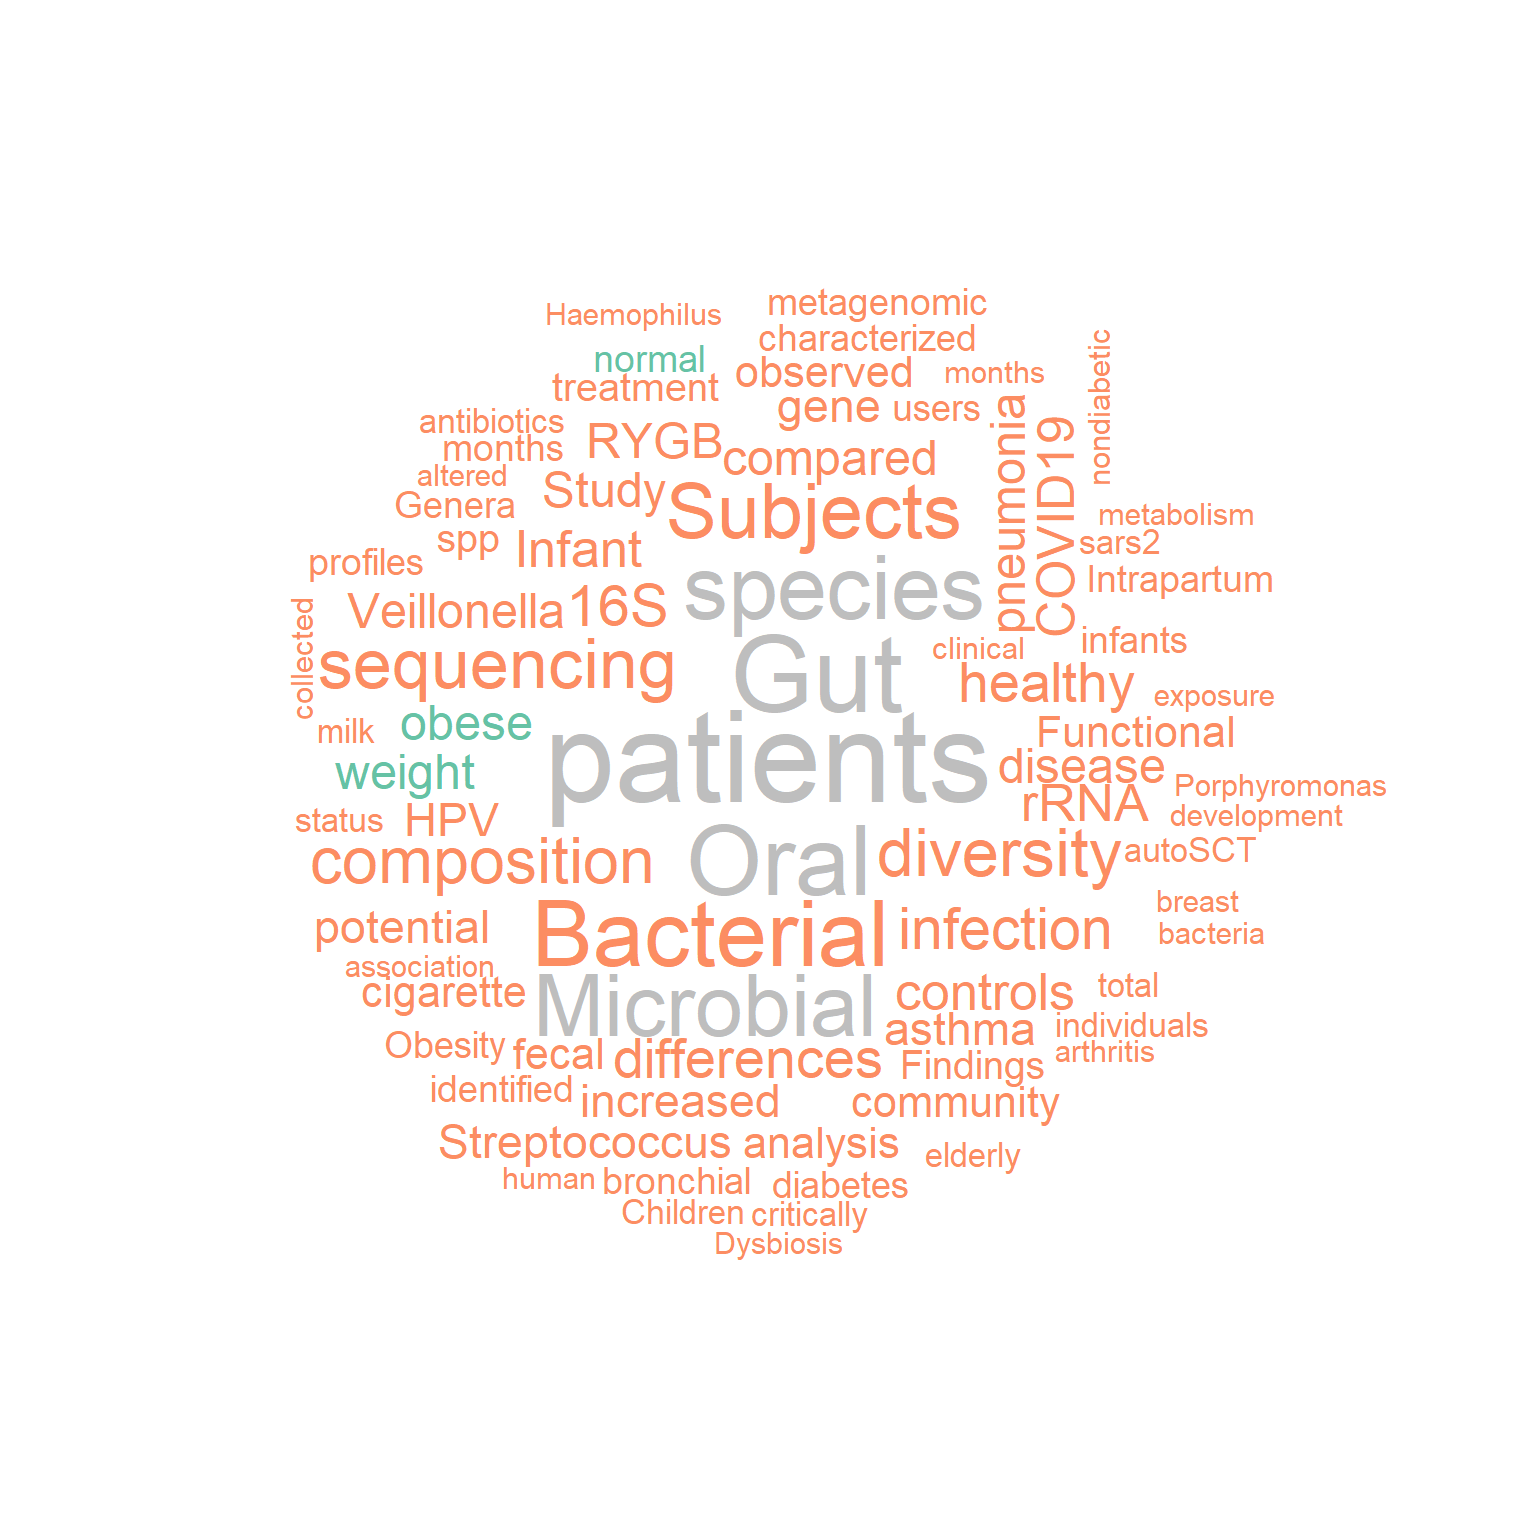 metagenomic
Haemophilus
characterized
normal
observed
months
treatment
nondiabetic
gene
users
antibiotics
months
RYGB
compared
pneumonia
COVID19
altered
Genera
Study
Subjects
metabolism
spp
Infant
sars2
profiles
species
Intrapartum
Veillonella
16S
collected
sequencing
Gut
clinical
infants
healthy
exposure
milk
obese
Functional
weight
patients
disease
Porphyromonas
status
HPV
rRNA
development
composition
Oral
diversity
autoSCT
potential
Bacterial
infection
breast
bacteria
association
cigarette
Microbial
controls
total
Obesity
fecal
differences
asthma
individuals
Findings
arthritis
identified
increased
community
Streptococcus
analysis
elderly
human
bronchial
diabetes
Children
critically
Dysbiosis